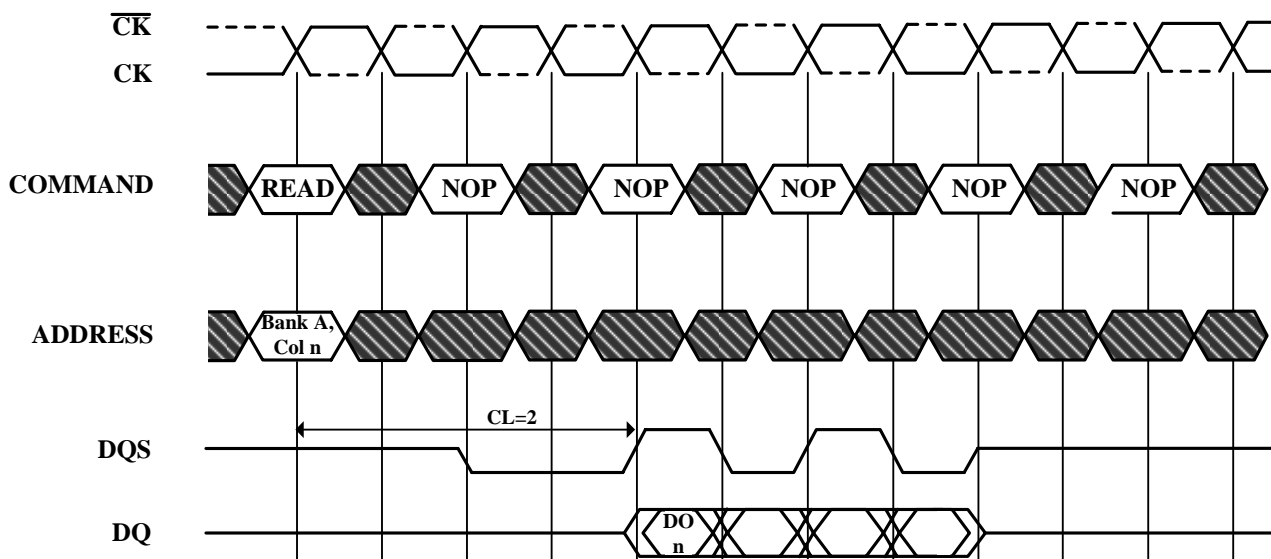 CK
CK
COMMAND READ NOP NOP NOP NOP NOP
ADDRESS Bank A,
Col n
CL=2
DQS
DQ DO
n